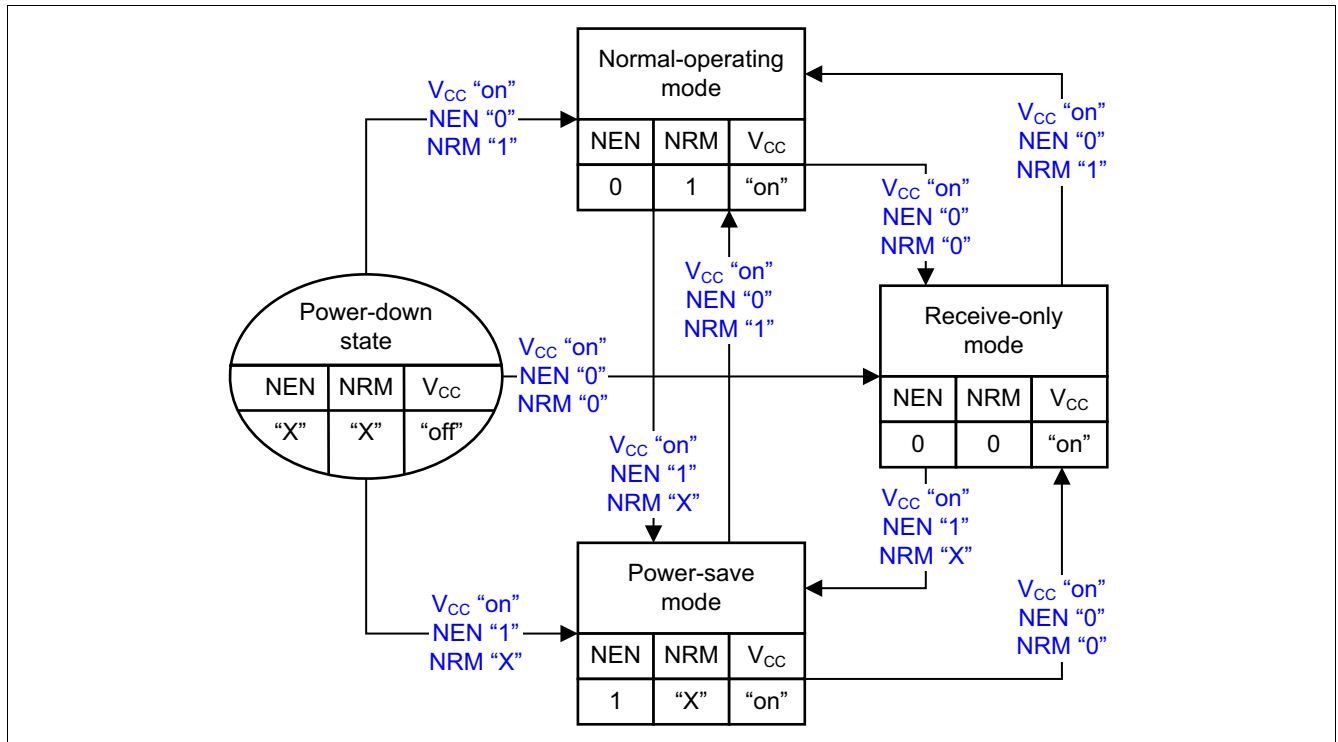 Normal-operating
mode
NEN NRM VCC
0 1 “on”
VCC “on”
NEN “0”
NRM “1”
VCC “on”
NEN “0”
NRM “1”
VCC “on”
NEN “0”
NRM “0”
VCC “on”
NEN “0”
NRM “1”
Power-down
state
NEN NRM VCC
“X” “X” “off”
VCC “on”
NEN “0”
NRM “0”
Receive-only
mode
NEN NRM VCC
0 0 “on”
VCC “on”
NEN “1”
NRM “X”
VCC “on”
NEN “1”
NRM “X”
VCC “on”
NEN “1”
NRM “X”
Power-save
mode
NEN NRM VCC
1 “X” “on”
VCC “on”
NEN “0”
NRM “0”